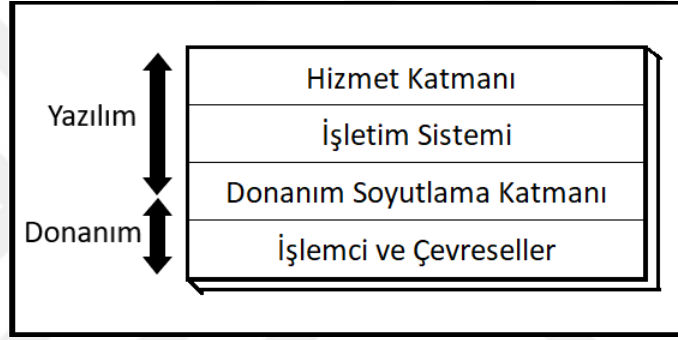 Hizmet Katmanı
Yazılım
İşletim Sistemi
Donanım Soyutlama Katmanı
Donanım
İşlemci ve Çevreseller